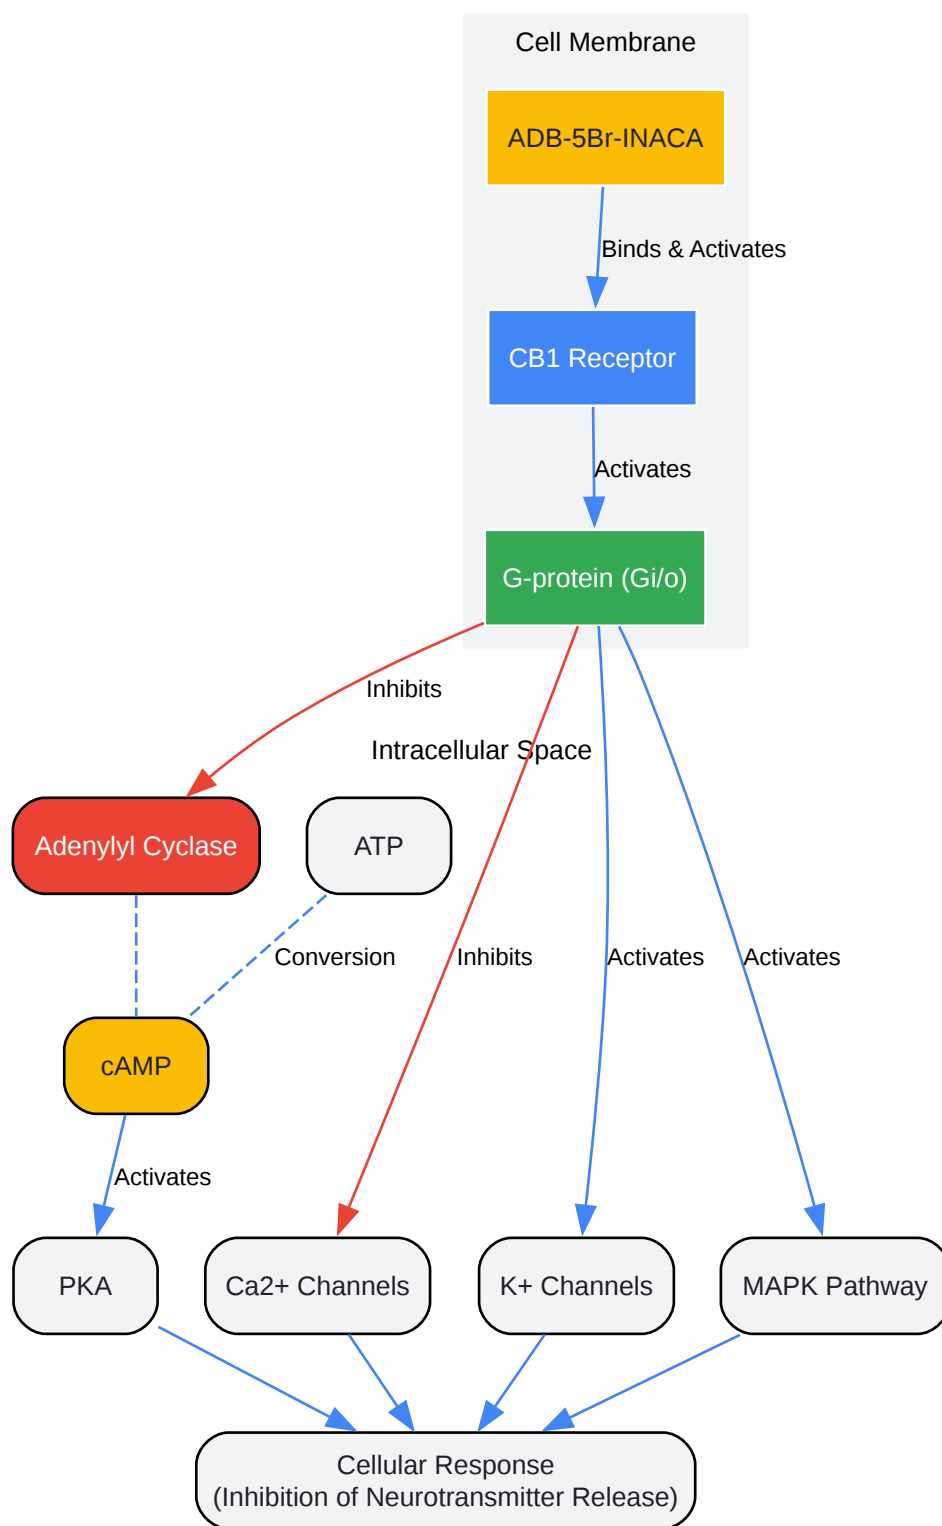 Cell Membrane
ADB-5Br-INACA
Binds & Activates
CB1 Receptor
Activates
G-protein (Gi/o)
Inhibits
Intracellular Space
Adenylyl Cyclase
ATP
Conversion
Inhibits
Activates
Activates
cAMP
Activates
PKA
Ca2+ Channels
K+ Channels
MAPK Pathway
Cellular Response
(Inhibition of Neurotransmitter Release)